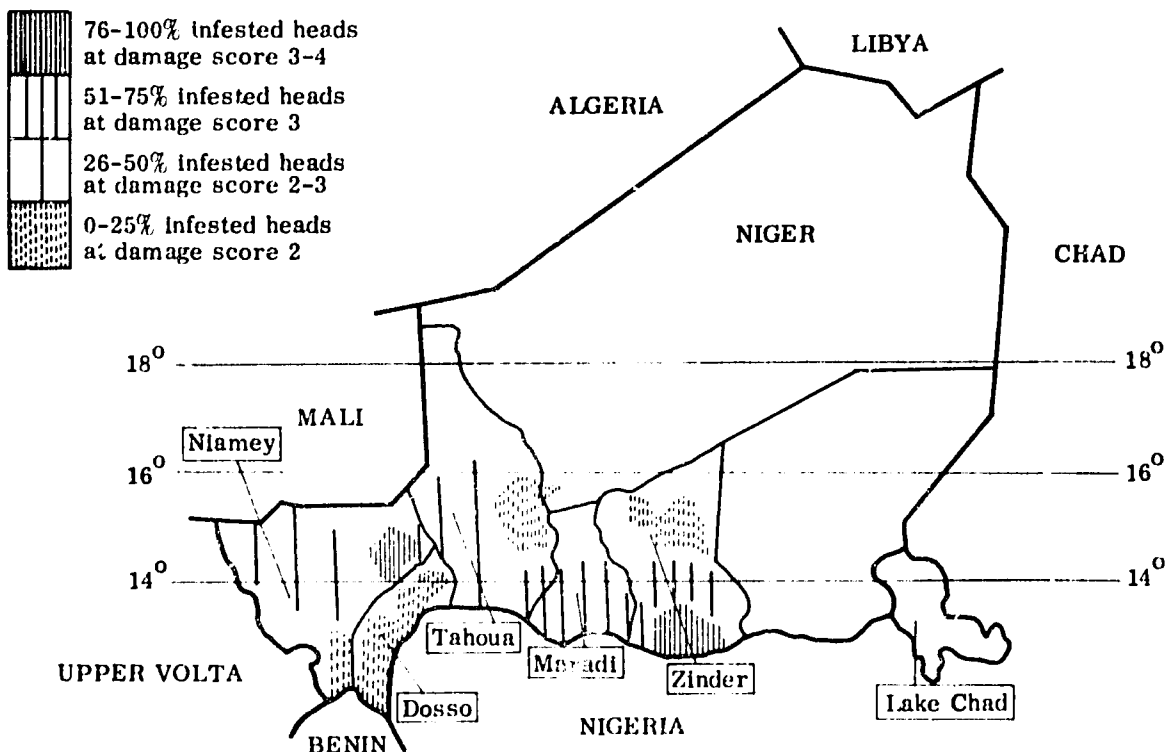 76-100% infested heads
at damage score 3-4
51-75% infested heads
at damage score 3
26-50% infested heads
at damage score 2-3
0-25% infested heads
at damage score 2
LIBYA
ALGERIA
NIGER
CHAD
18° 18°
MALI
Niamey
16° 16°
14° 14°
Tahoua
Maradi
Zinder
UPPER VOLTA
Dosso
Lake Chad
NIGERIA
BENIN